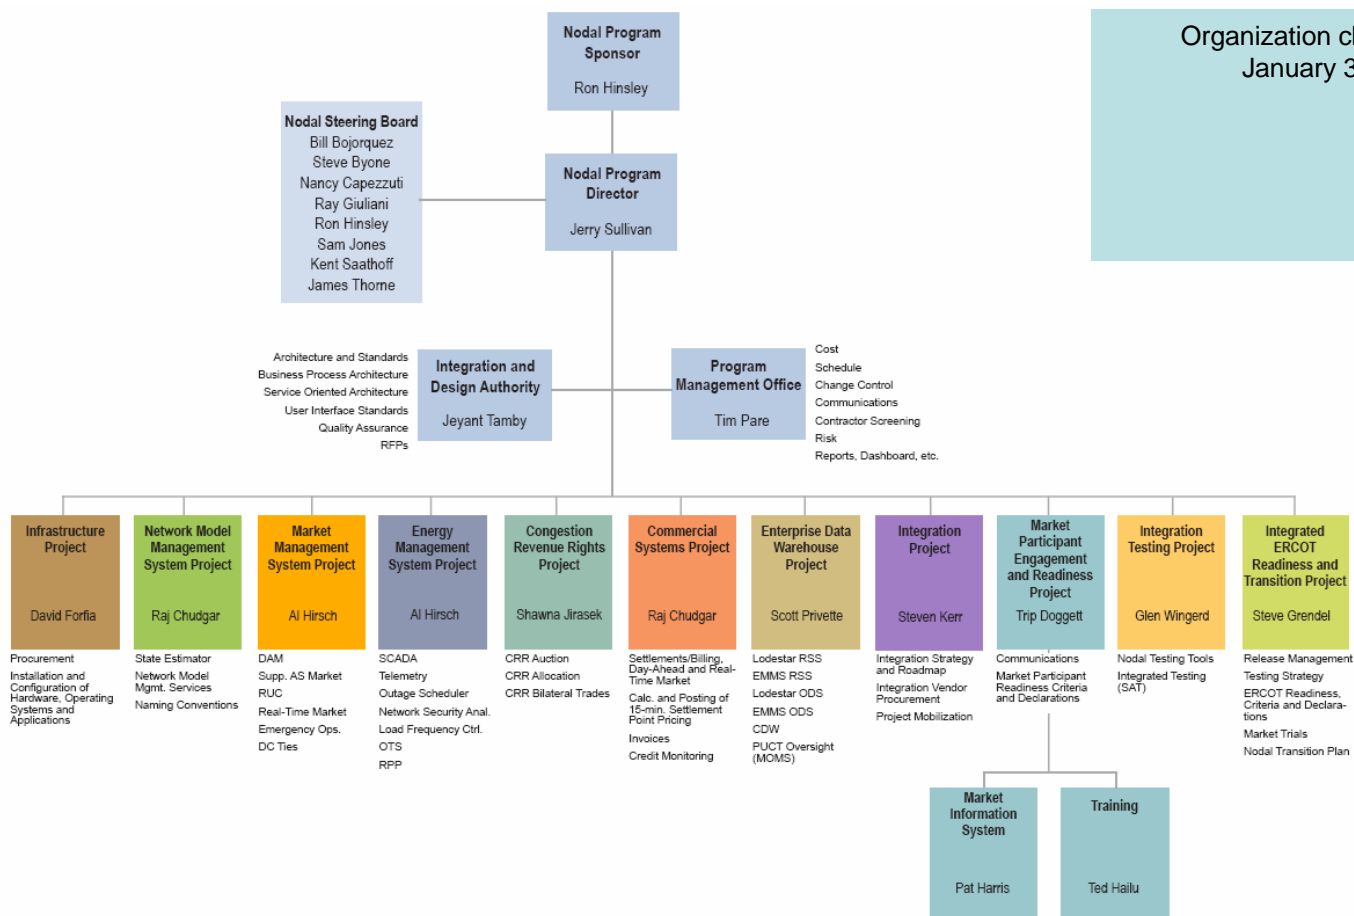 Nodal Program
Sponsor
Ron Hinsley
Organization
January 3
Nodal Steering Board
Bill Bojorquez
Steve Byone
Nancy Capezzuti
Ray Giuliani
Ron Hinsley
Sam Jones
Kent Saathoff
James Thorne
Nodal Program
Director
Jerry Sullivan
Architecture and Standards
Business Process Architecture
Service Oriented Architecture
User Interface Standards
Quality Assurance
RFPs
Integration and
Design Authority
Jeyant Tamby
Program
Management Office
Tim Pare
Cost
Schedule
Change Control
Communications
Contractor Screening
Risk
Reports, Dashboard, etc.
Infrastructure
Project
David Forfia
Procurement
Installation and
Configuration of
Hardware, Operating
Systems and
Applications
Network Model
Management
System Project
Raj Chudgar
State Estimator
Network Model
Mgmt. Services
Naming Conventions
Market
Management
System Project
Al Hirsch
DAM
Supp. AS Market
RUC
Real-Time Market
Emergency Ops.
DC Ties
Energy
Management
System Project
Al Hirsch
SCADA
Telemetry
Outage Scheduler
Network Security Anal.
Load Frequency Ctrl.
OTS
RPP
Congestion
Revenue Rights
Project
Shawna Jirasek
CRR Auction
CRR Allocation
CRR Bilateral Trades
Commercial
Systems Project
Raj Chudgar
Settlements/Billing,
Day-Ahead and Real-
Time Market
Calc. and Posting of
15-min. Settlement
Point Pricing
Invoices
Credit Monitoring
Enterprise Data
Warehouse
Project
Scott Privette
Lodestar RSS
EMMS RSS
Lodestar ODS
EMMS ODS
CDW
PUCT Oversight
(MOMS)
Integration
Project
Steven Kerr
Integration Strategy
and Roadmap
Integration Vendor
Procurement
Project Mobilization
Market
Participant
Engagement
and Readiness
Project
Trip Doggett
Communications
Market Participant
Readiness Criteria
and Declarations
Integration
Testing Project
Glen Wingerd
Nodal Testing Tools
Integrated Testing
(SAT)
Integrated
ERCOT
Readiness and
Transition Project
Steve Grendel
Release Management
Testing Strategy
ERCOT Readiness,
Criteria and Declara-
tions
Market Trials
Nodal Transition Plan
Market
Information
System
Pat Harris
Training
Ted Hailu